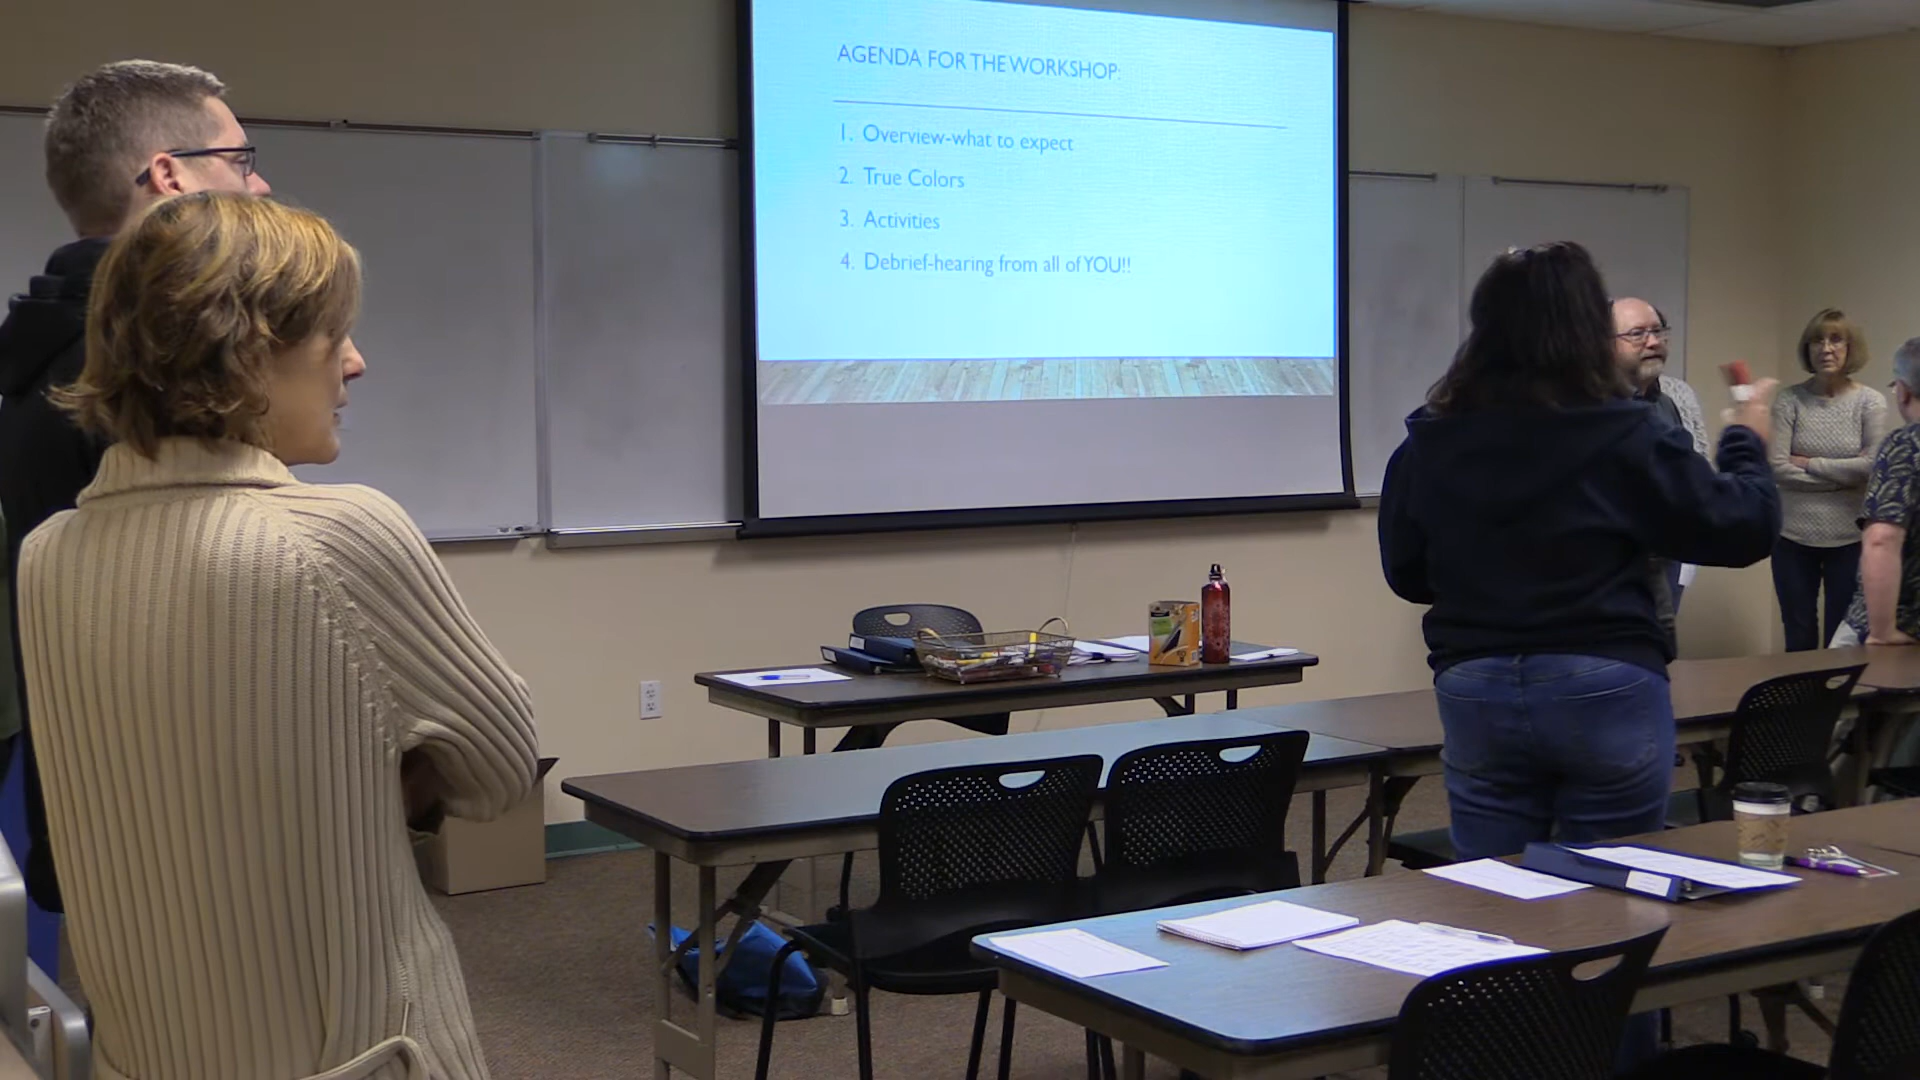 AGENDA FOR THE WORKSHOP:
1. Overview-what to expect
2. True Colors
3. Activities
4. Debrief-hearing from all of YOU!!